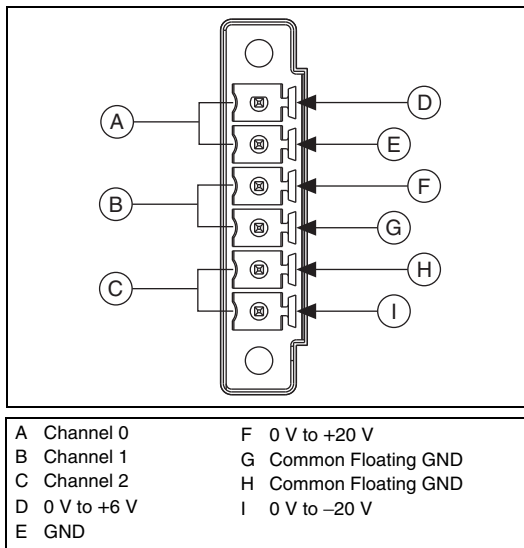 A
B
C
D
E
F
G
H
I
A Channel 0
B Channel 1
C Channel 2
D 0 V to +6 V
E GND
F 0 V to +20 V
G Common Floating GND
H Common Floating GND
I 0 V to –20 V